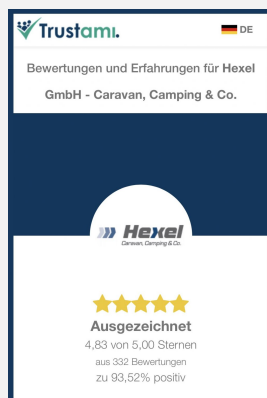 Trustami.
DE
Bewertungen und Erfahrungen für Hexel
GmbH - Caravan, Camping & Co.
Hexel
Caravan, Camping & Co.
Ausgezeichnet
4,83 von 5,00 Sternen
aus 332 Bewertungen
zu 93,52% positiv